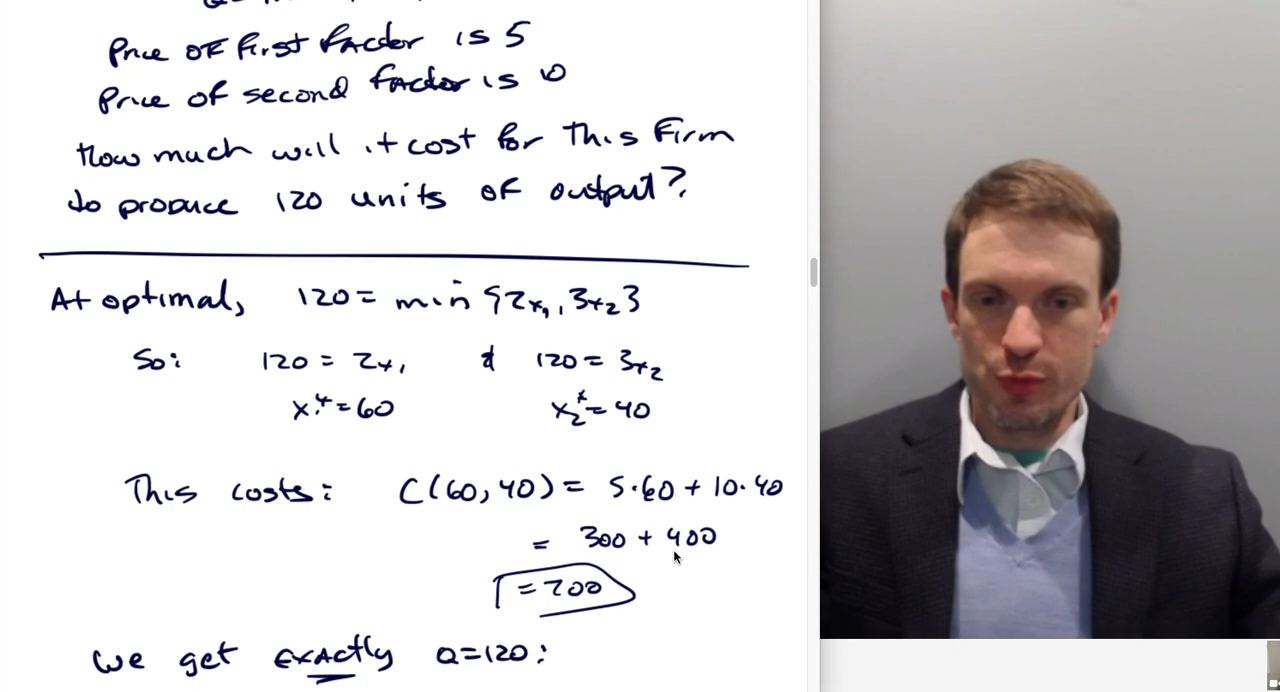 Price of first factor is 5
Price of second factor is 10
How much will it cost for this firm
to produce 120 units of output?
At optimal, 120 = min {2x₁, 3x₂}
So: 120 = 2x₁ & 120 = 3x₂
x₁* = 60 x₂* = 40
This costs: C(60, 40) = 5·60 + 10·40
= 300 + 400
= 700
We get exactly Q=120: